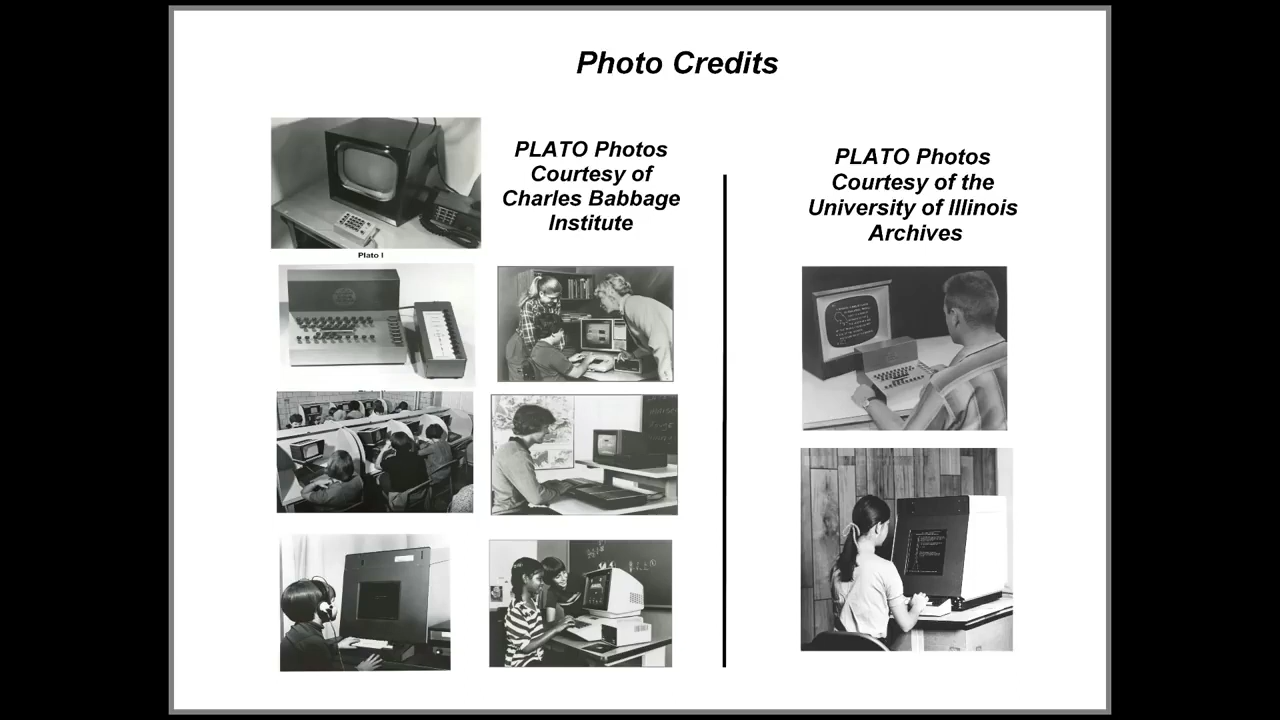 Photo Credits
PLATO Photos
Courtesy of
Charles Babbage
Institute
Plato I
PLATO Photos
Courtesy of the
University of Illinois
Archives